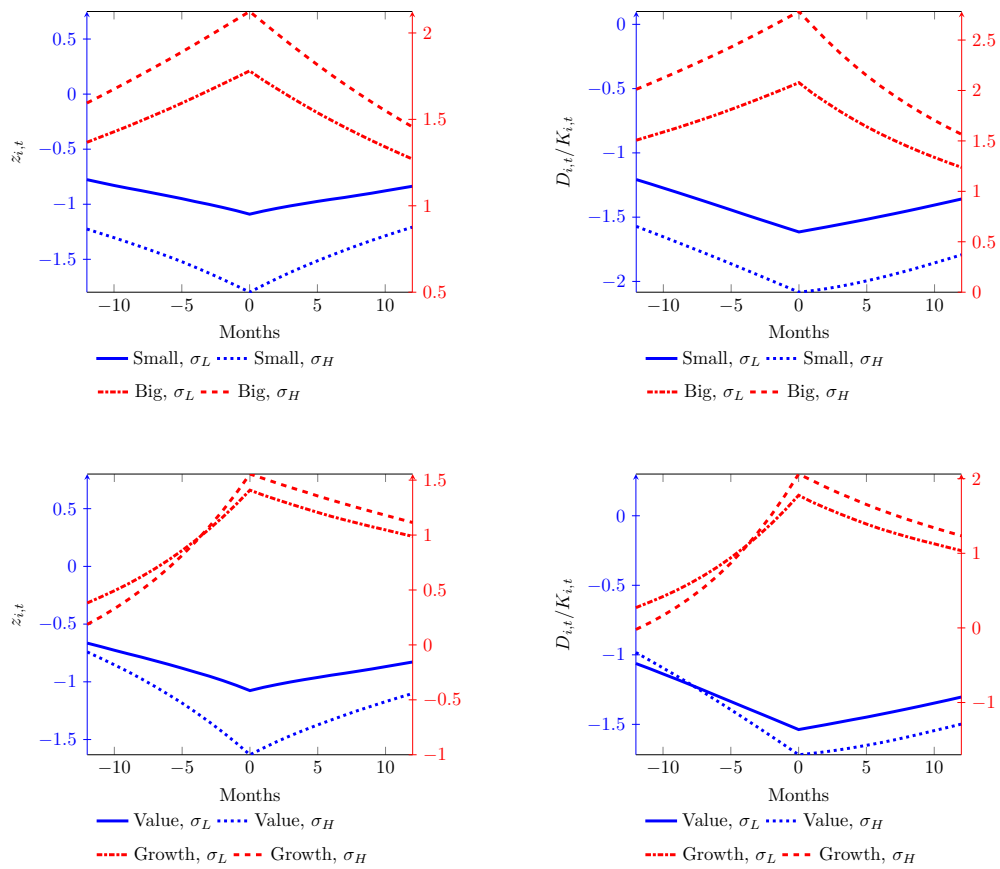 0.5
0
−0.5
−1
−1.5
z_{i,t}
2
1.5
1
0.5
−10 −5 0 5 10
Months
Small, σ_L Small, σ_H
Big, σ_L Big, σ_H
0
−0.5
−1
−1.5
−2
D_{i,t}/K_{i,t}
2.5
2
1.5
1
0.5
0
−10 −5 0 5 10
Months
Small, σ_L Small, σ_H
Big, σ_L Big, σ_H
0.5
0
−0.5
−1
−1.5
z_{i,t}
1.5
1
0.5
0
−0.5
−1
−10 −5 0 5 10
Months
Value, σ_L Value, σ_H
Growth, σ_L Growth, σ_H
0
−0.5
−1
−1.5
D_{i,t}/K_{i,t}
2
1
0
−1
−10 −5 0 5 10
Months
Value, σ_L Value, σ_H
Growth, σ_L Growth, σ_H